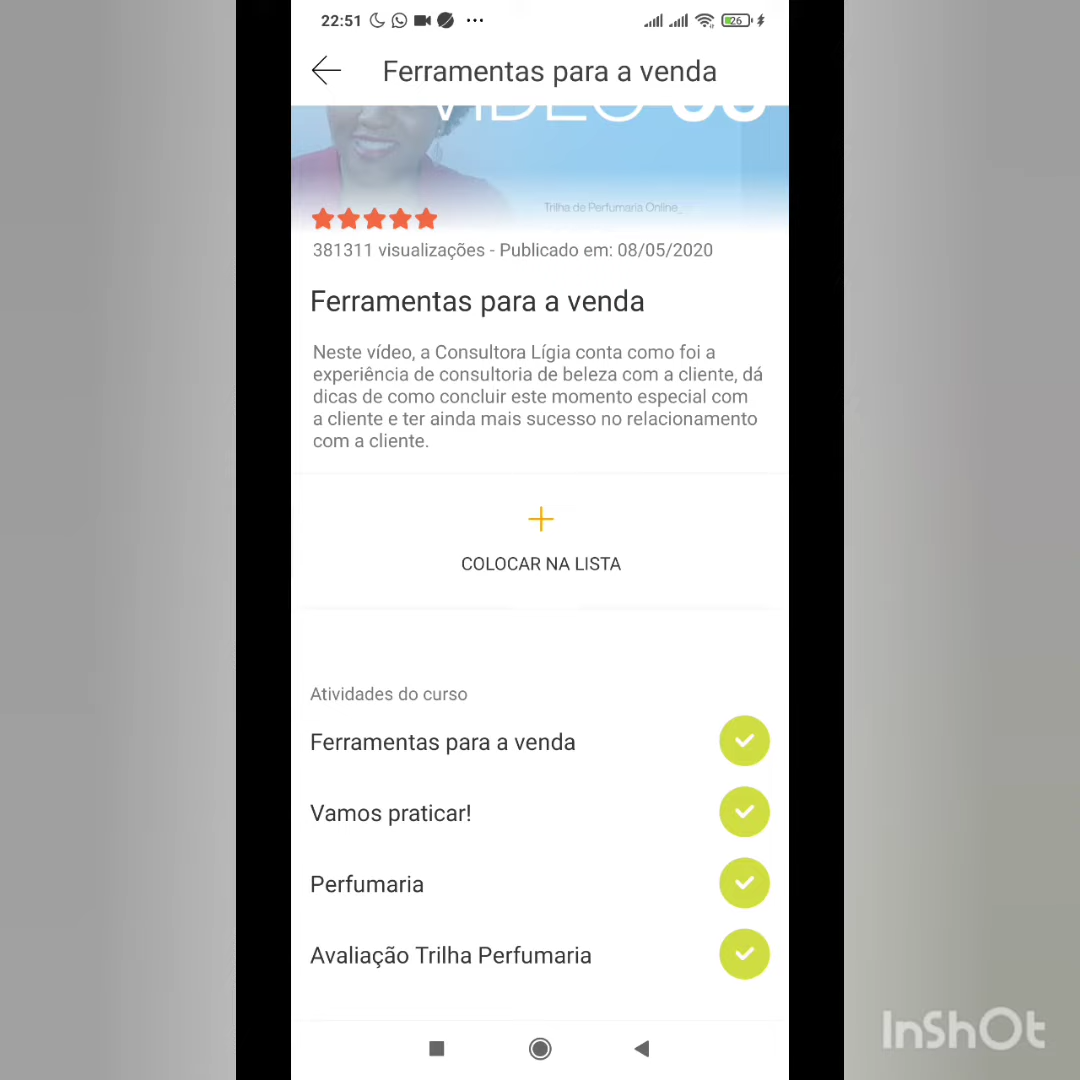 22:51
26
Ferramentas para a venda
VÍDEO
Trilha de Perfumaria Online_
381311 visualizações - Publicado em: 08/05/2020
Ferramentas para a venda
Neste vídeo, a Consultora Lígia conta como foi a
experiência de consultoria de beleza com a cliente, dá
dicas de como concluir este momento especial com
a cliente e ter ainda mais sucesso no relacionamento
com a cliente.
COLOCAR NA LISTA
Atividades do curso
Ferramentas para a venda
Vamos praticar!
Perfumaria
Avaliação Trilha Perfumaria
InShOt